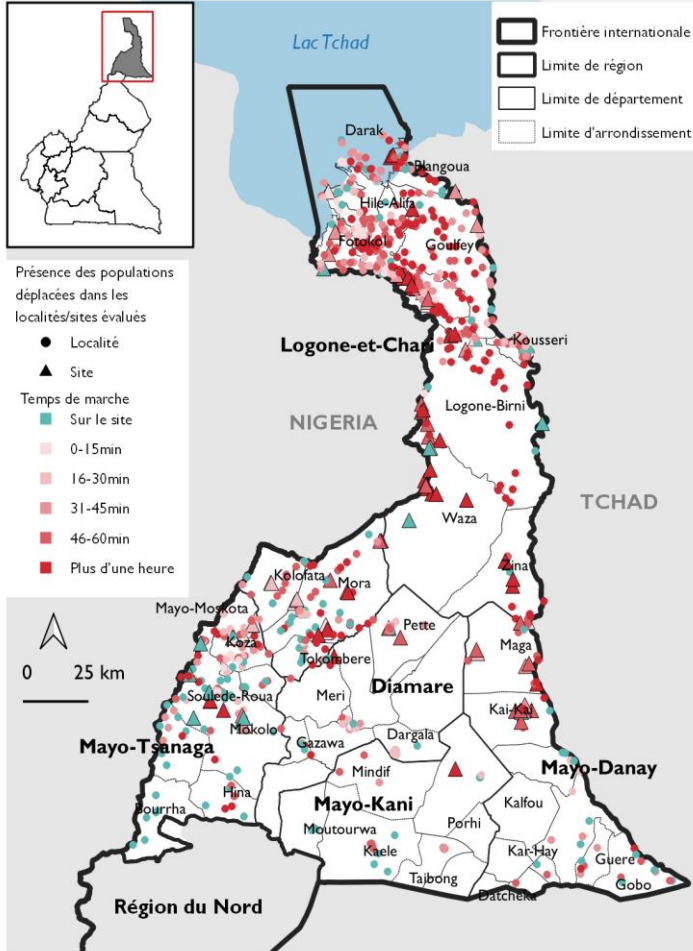 Lac Tchad
Frontière internationale
Limite de région
Limite de département
Limite d'arrondissement
Darak
Blangoua
Hile-Alifa
Fotokol
Goulfey
Présence des populations
déplacées dans les
localités/sites évalués
Localité
Site
Temps de marche
Sur le site
0-15min
16-30min
31-45min
46-60min
Plus d'une heure
Logone-et-Chari
Kousseri
Logone-Birni
NIGERIA
TCHAD
Waza
Zina
Kolofata
Mora
Mayo-Moskota
Koza
Pette
Maga
0 25 km
Tokombere
Meri
Diamare
Soulede-Roua
Kai-Kai
Mokolo
Mayo-Tsanaga
Gazawa
Dargala
Mindif
Mayo-Danay
Hina
Bourrha
Mayo-Kani
Kalfou
Moutourwa
Porhi
Kaele
Kar-Hay
Guere
Taibong
Gobo
Datcheka
Région du Nord